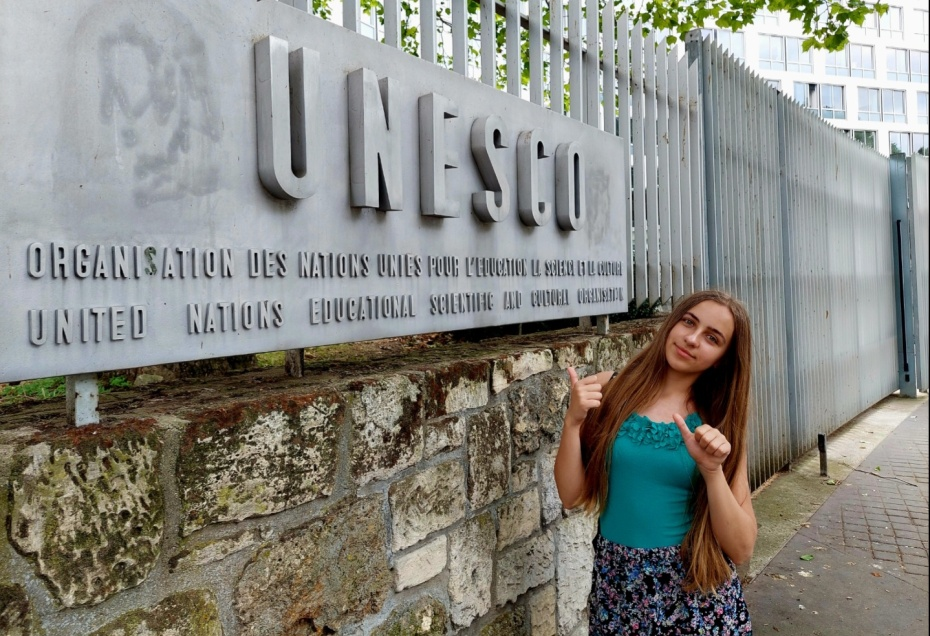 UNESCO
ORGANISATION DES NATIONS UNIES POUR L'EDUCATION LA SCIENCE ET LA CULTURE
UNITED NATIONS EDUCATIONAL SCIENTIFIC AND CULTURAL ORGANISATION